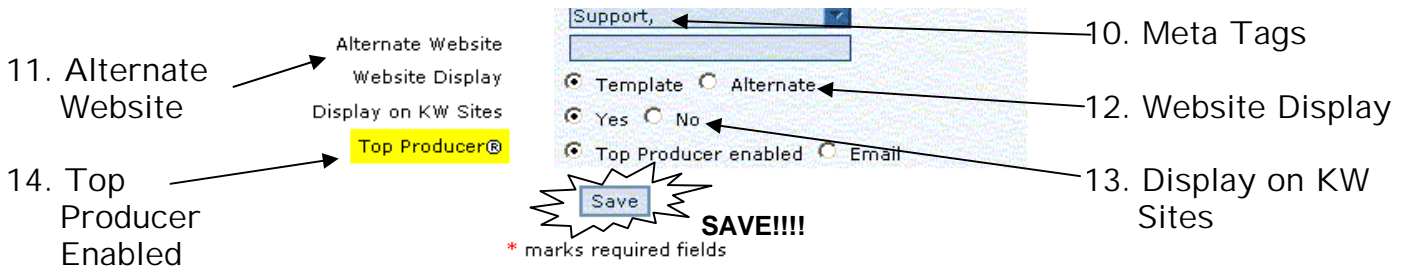 Support,
10. Meta Tags
Alternate Website
11. Alternate
Website
Website Display
Template Alternate
12. Website Display
Display on KW Sites
Yes No
Top Producer®
Top Producer enabled Email
14. Top
Producer
Enabled
13. Display on KW
Sites
Save
SAVE!!!!
* marks required fields